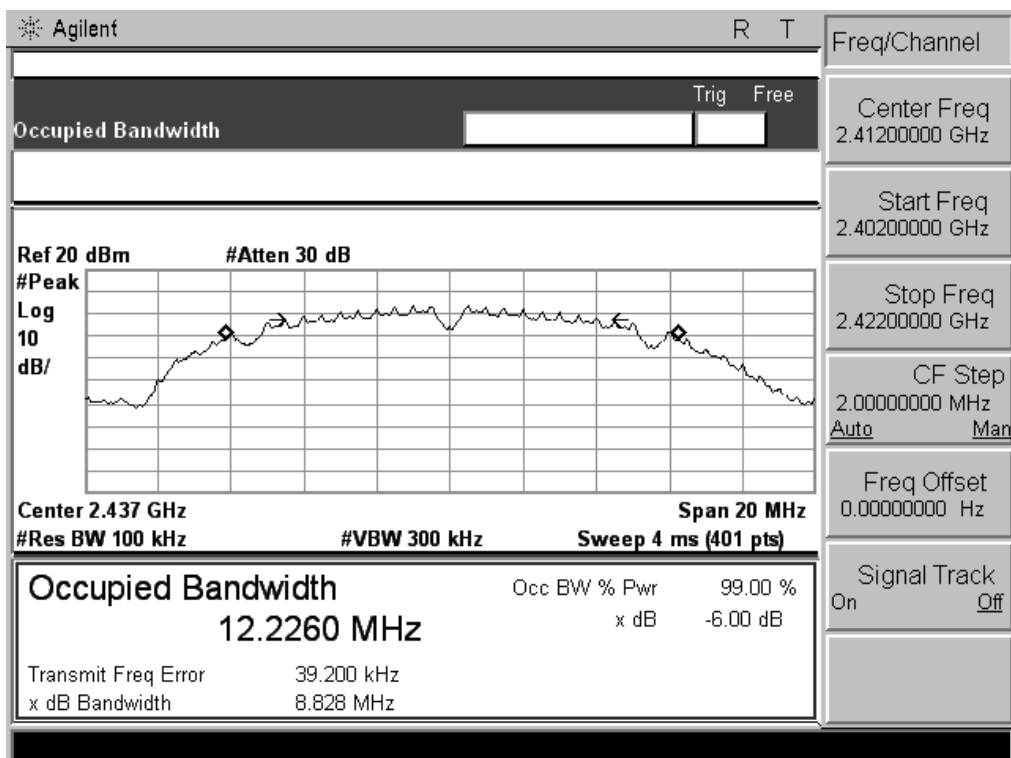 Agilent R T
Trig Free
Occupied Bandwidth
Ref 20 dBm #Atten 30 dB
#Peak
Log
10
dB/
Center 2.437 GHz Span 20 MHz
#Res BW 100 kHz #VBW 300 kHz Sweep 4 ms (401 pts)
Occupied Bandwidth
12.2260 MHz
Occ BW % Pwr 99.00 %
x dB -6.00 dB
Transmit Freq Error 39.200 kHz
x dB Bandwidth 8.828 MHz
Freq/Channel
Center Freq
2.41200000 GHz
Start Freq
2.40200000 GHz
Stop Freq
2.42200000 GHz
CF Step
2.00000000 MHz
Auto Man
Freq Offset
0.00000000 Hz
Signal Track
On Off